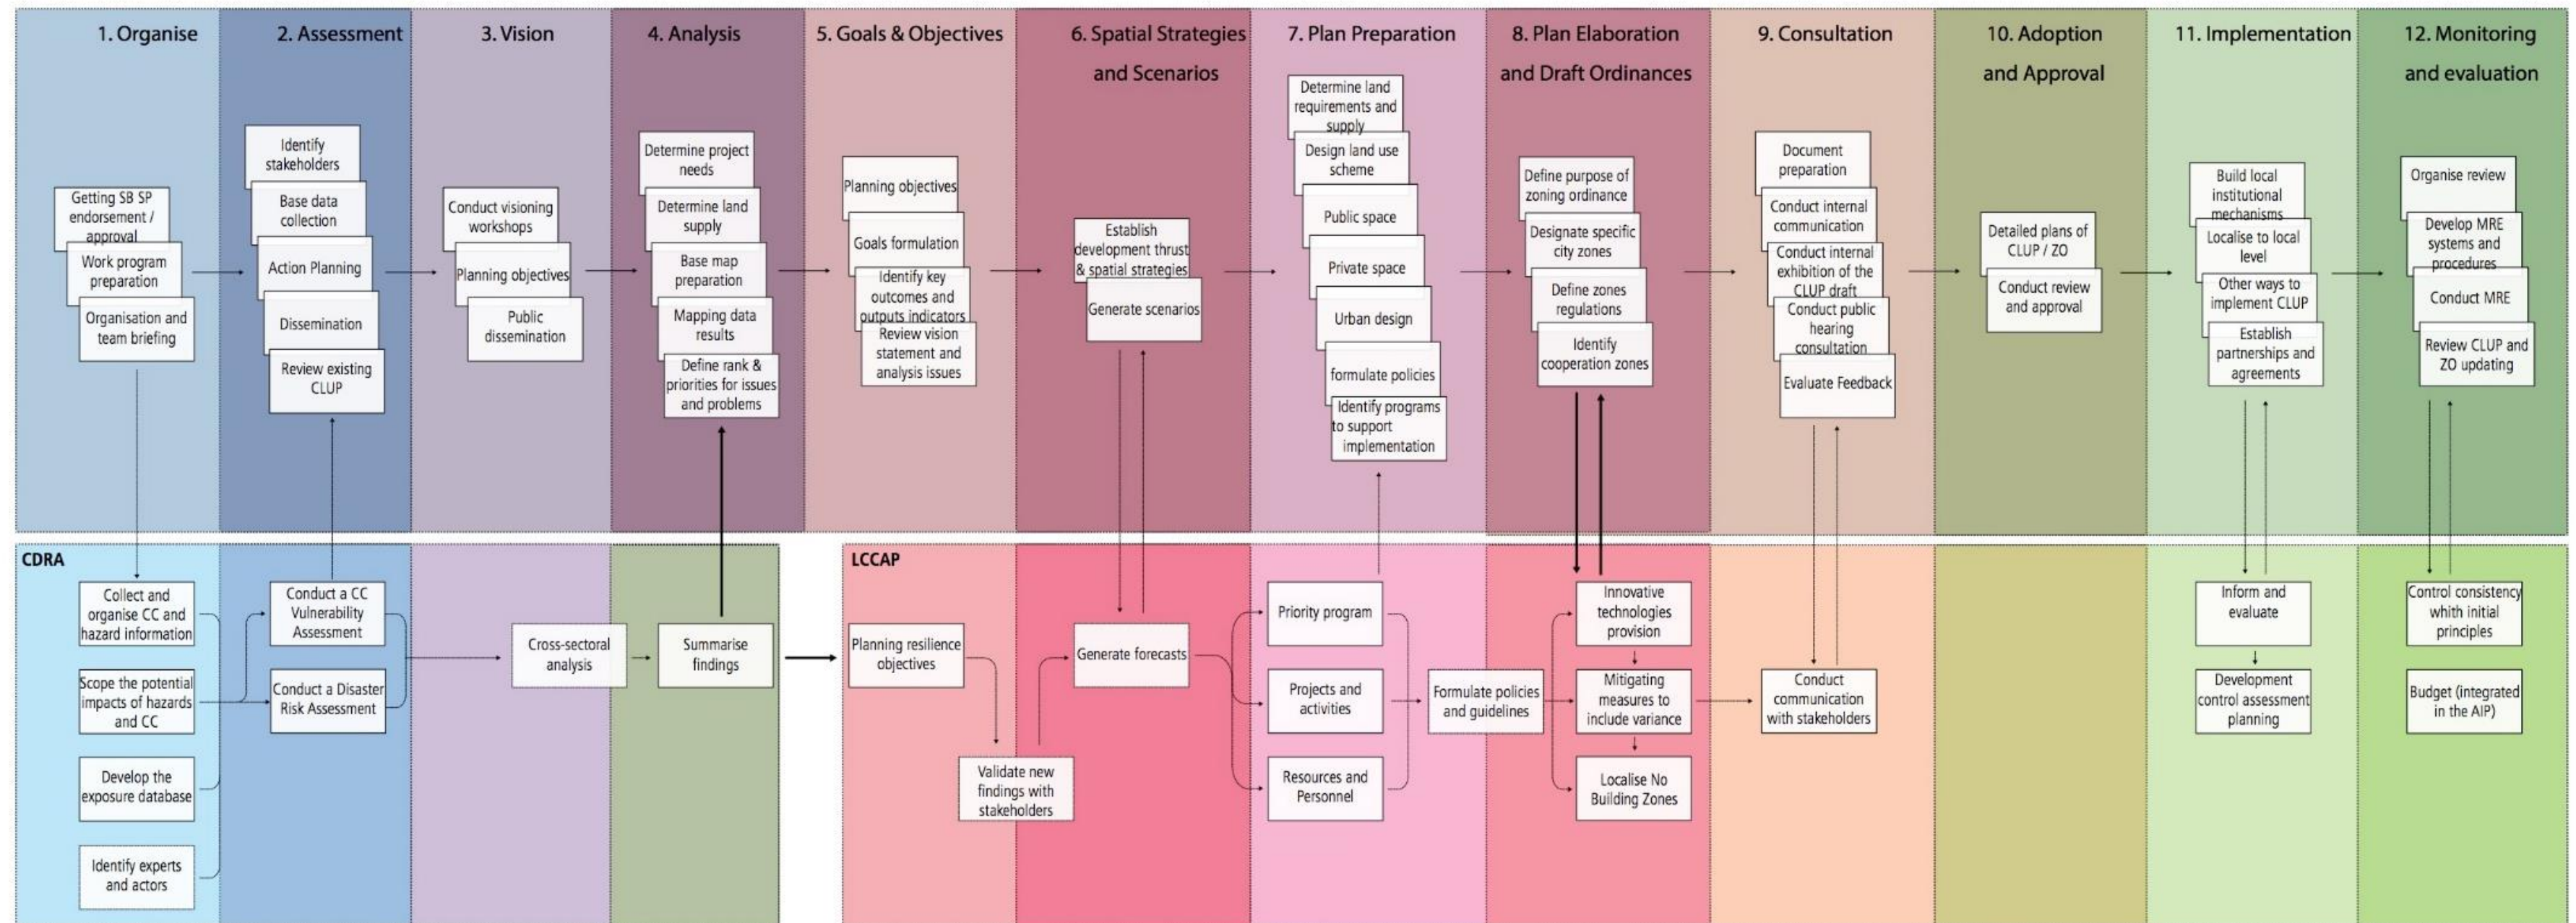 1. Organise
2. Assessment
3. Vision
4. Analysis
5. Goals & Objectives
6. Spatial Strategies
and Scenarios
7. Plan Preparation
8. Plan Elaboration
and Draft Ordinances
9. Consultation
10. Adoption
and Approval
11. Implementation
12. Monitoring
and evaluation
Getting SB SP
endorsement /
approval
Work program
preparation
Organisation and
team briefing
Identify
stakeholders
Base data
collection
Action Planning
Dissemination
Review existing
CLUP
Conduct visioning
workshops
Planning objectives
Public
dissemination
Determine project
needs
Determine land
supply
Base map
preparation
Mapping data
results
Define rank &
priorities for issues
and problems
Planning objectives
Goals formulation
Identify key
outcomes and
outputs indicators
Review vision
statement and
analysis issues
Establish
development thrust
& spatial strategies
Generate scenarios
Determine land
requirements and
supply
Design land use
scheme
Public space
Private space
Urban design
formulate policies
Identify programs
to support
implementation
Define purpose of
zoning ordinance
Designate specific
city zones
Define zones
regulations
Identify
cooperation zones
Document
preparation
Conduct internal
communication
Conduct internal
exhibition of the
CLUP draft
Conduct public
hearing
consultation
Evaluate Feedback
Detailed plans of
CLUP / ZO
Conduct review
and approval
Build local
institutional
mechanisms
Localise to local
level
Other ways to
implement CLUP
Establish
partnerships and
agreements
Organise review
Develop MRE
systems and
procedures
Conduct MRE
Review CLUP and
ZO updating
CDRA
Collect and
organise CC and
hazard information
Scope the potential
impacts of hazards
and CC
Develop the
exposure database
Identify experts
and actors
Conduct a CC
Vulnerability
Assessment
Conduct a Disaster
Risk Assessment
Cross-sectoral
analysis
Summarise
findings
LCCAP
Planning resilience
objectives
Validate new
findings with
stakeholders
Generate forecasts
Priority program
Projects and
activities
Resources and
Personnel
Formulate policies
and guidelines
Innovative
technologies
provision
Mitigating
measures to
include variance
Localise No
Building Zones
Conduct
communication
with stakeholders
Inform and
evaluate
Development
control assessment
planning
Control consistency
whith initial
principles
Budget (integrated
in the AIP)